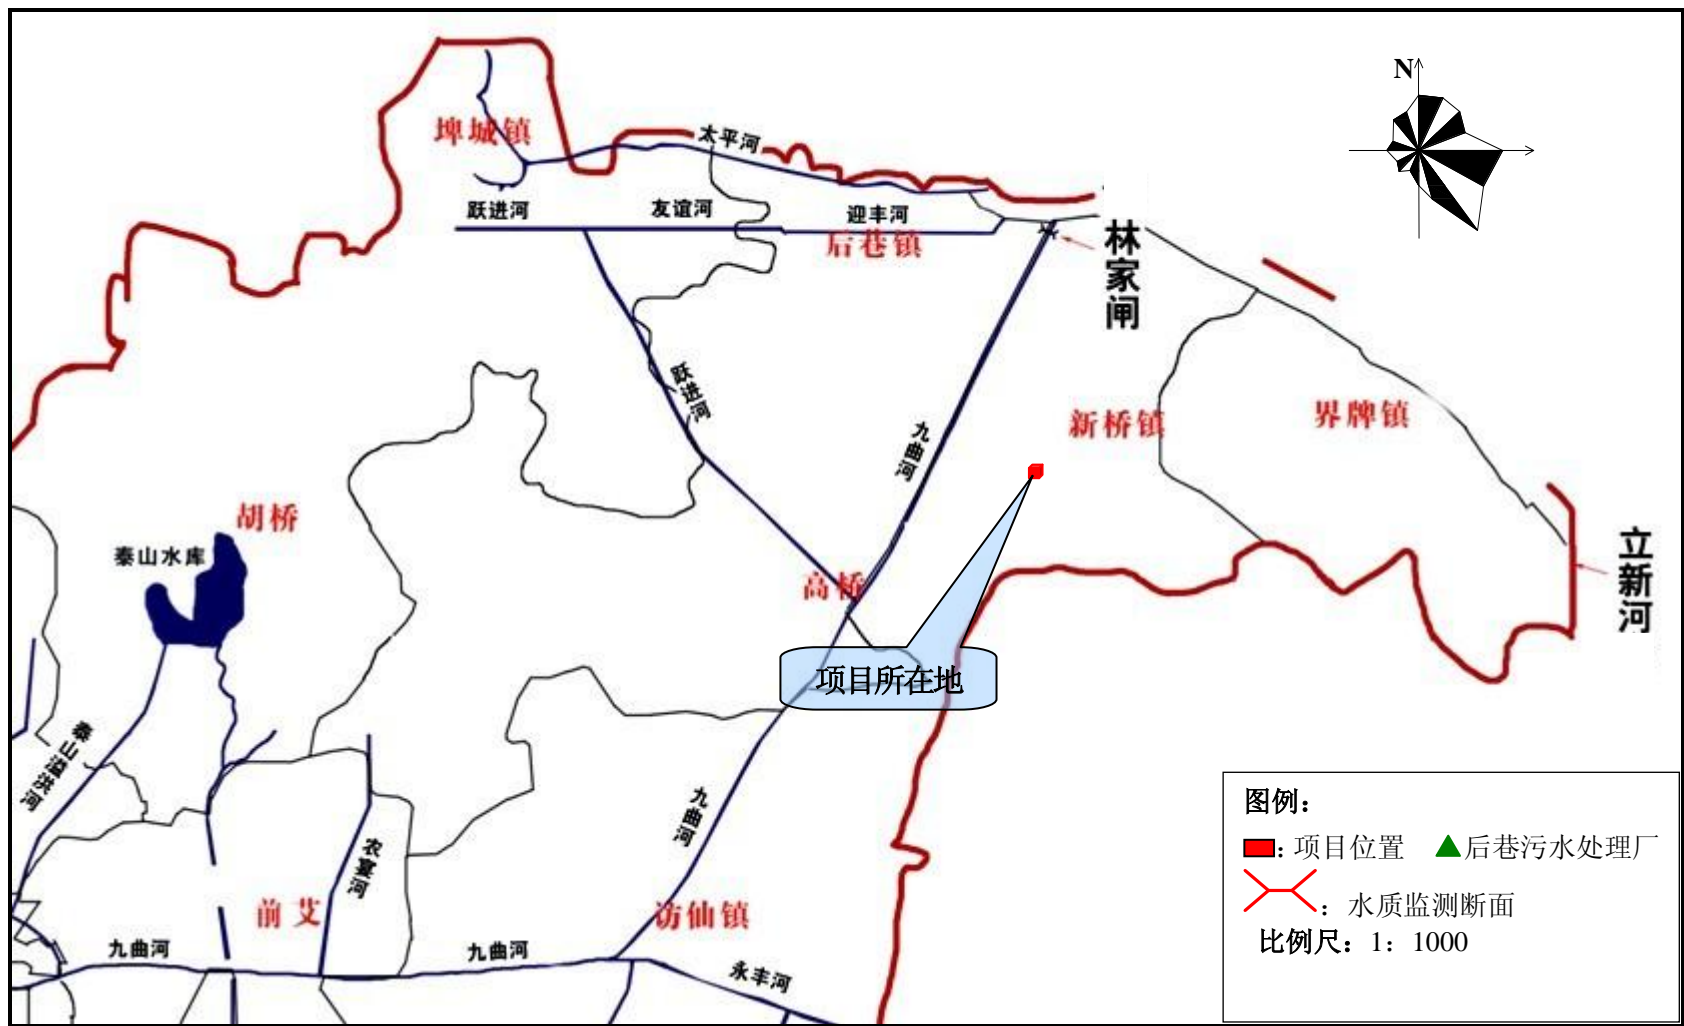 N
埤城镇
太平河
跃进河
友谊河
迎丰河
后巷镇
林家闸
跃进河
九曲河
新桥镇
界牌镇
胡桥
泰山水库
高桥
立新河
项目所在地
泰山溢洪河
九曲河
农宴河
前艾
访仙镇
九曲河
九曲河
永丰河
图例：
：项目位置 后巷污水处理厂
：水质监测断面
比例尺：1：1000